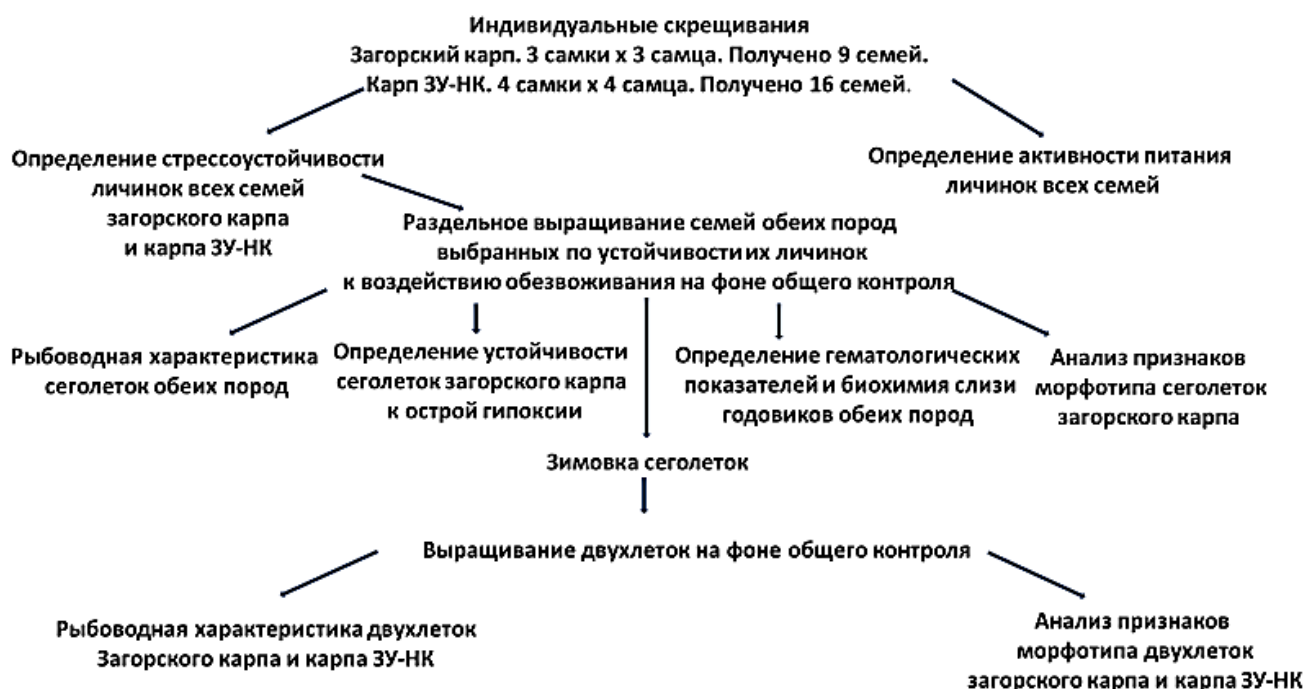 Индивидуальные скрещивания
Загорский карп. 3 самки х 3 самца. Получено 9 семей.
Карп ЗУ-НК. 4 самки х 4 самца. Получено 16 семей.
Определение стрессоустойчивости
личинок всех семей
загорского карпа
и карпа ЗУ-НК
Определение активности питания
личинок всех семей
Раздельное выращивание семей обеих пород
выбранных по устойчивости их личинок
к воздействию обезвоживания на фоне общего контроля
Рыбоводная характеристика
сеголеток обеих пород
Определение устойчивости
сеголеток загорского карпа
к острой гипоксии
Определение гематологических
показателей и биохимия слизи
годовиков обеих пород
Анализ признаков
морфотипа сеголеток
загорского карпа
Зимовка сеголеток
Выращивание двухлеток на фоне общего контроля
Рыбоводная характеристика двухлеток
Загорского карпа и карпа ЗУ-НК
Анализ признаков
морфотипа двухлеток
загорского карпа и карпа ЗУ-НК